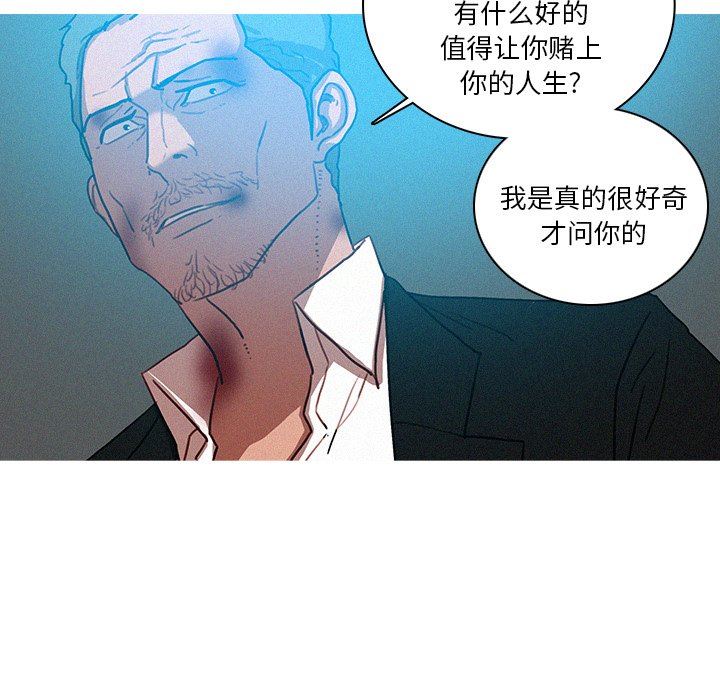 有什么好的
值得让你赌上
你的人生?
我是真的很好奇
才问你的